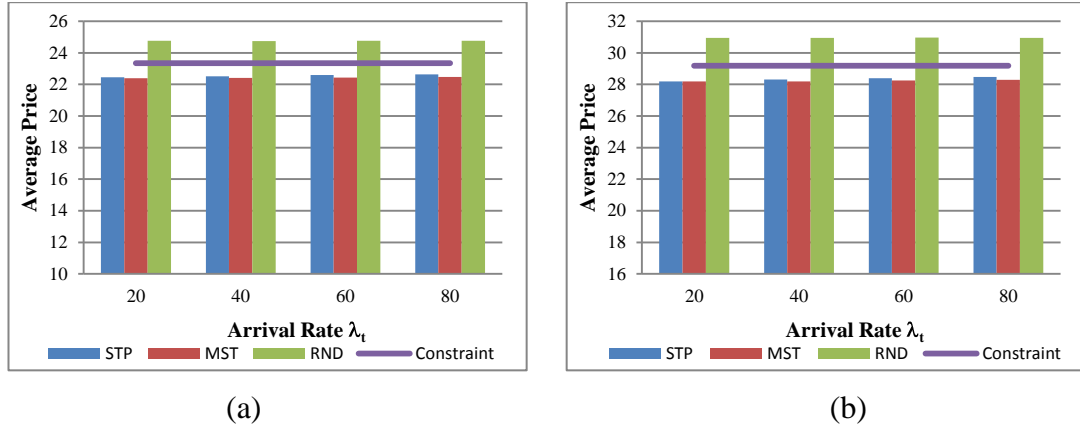 26
24
22
20
18
16
14
12
10
Average Price
20 40 60 80
Arrival Rate λt
STP MST RND Constraint
(a)
32
30
28
26
24
22
20
18
16
Average Price
20 40 60 80
Arrival Rate λt
STP MST RND Constraint
(b)